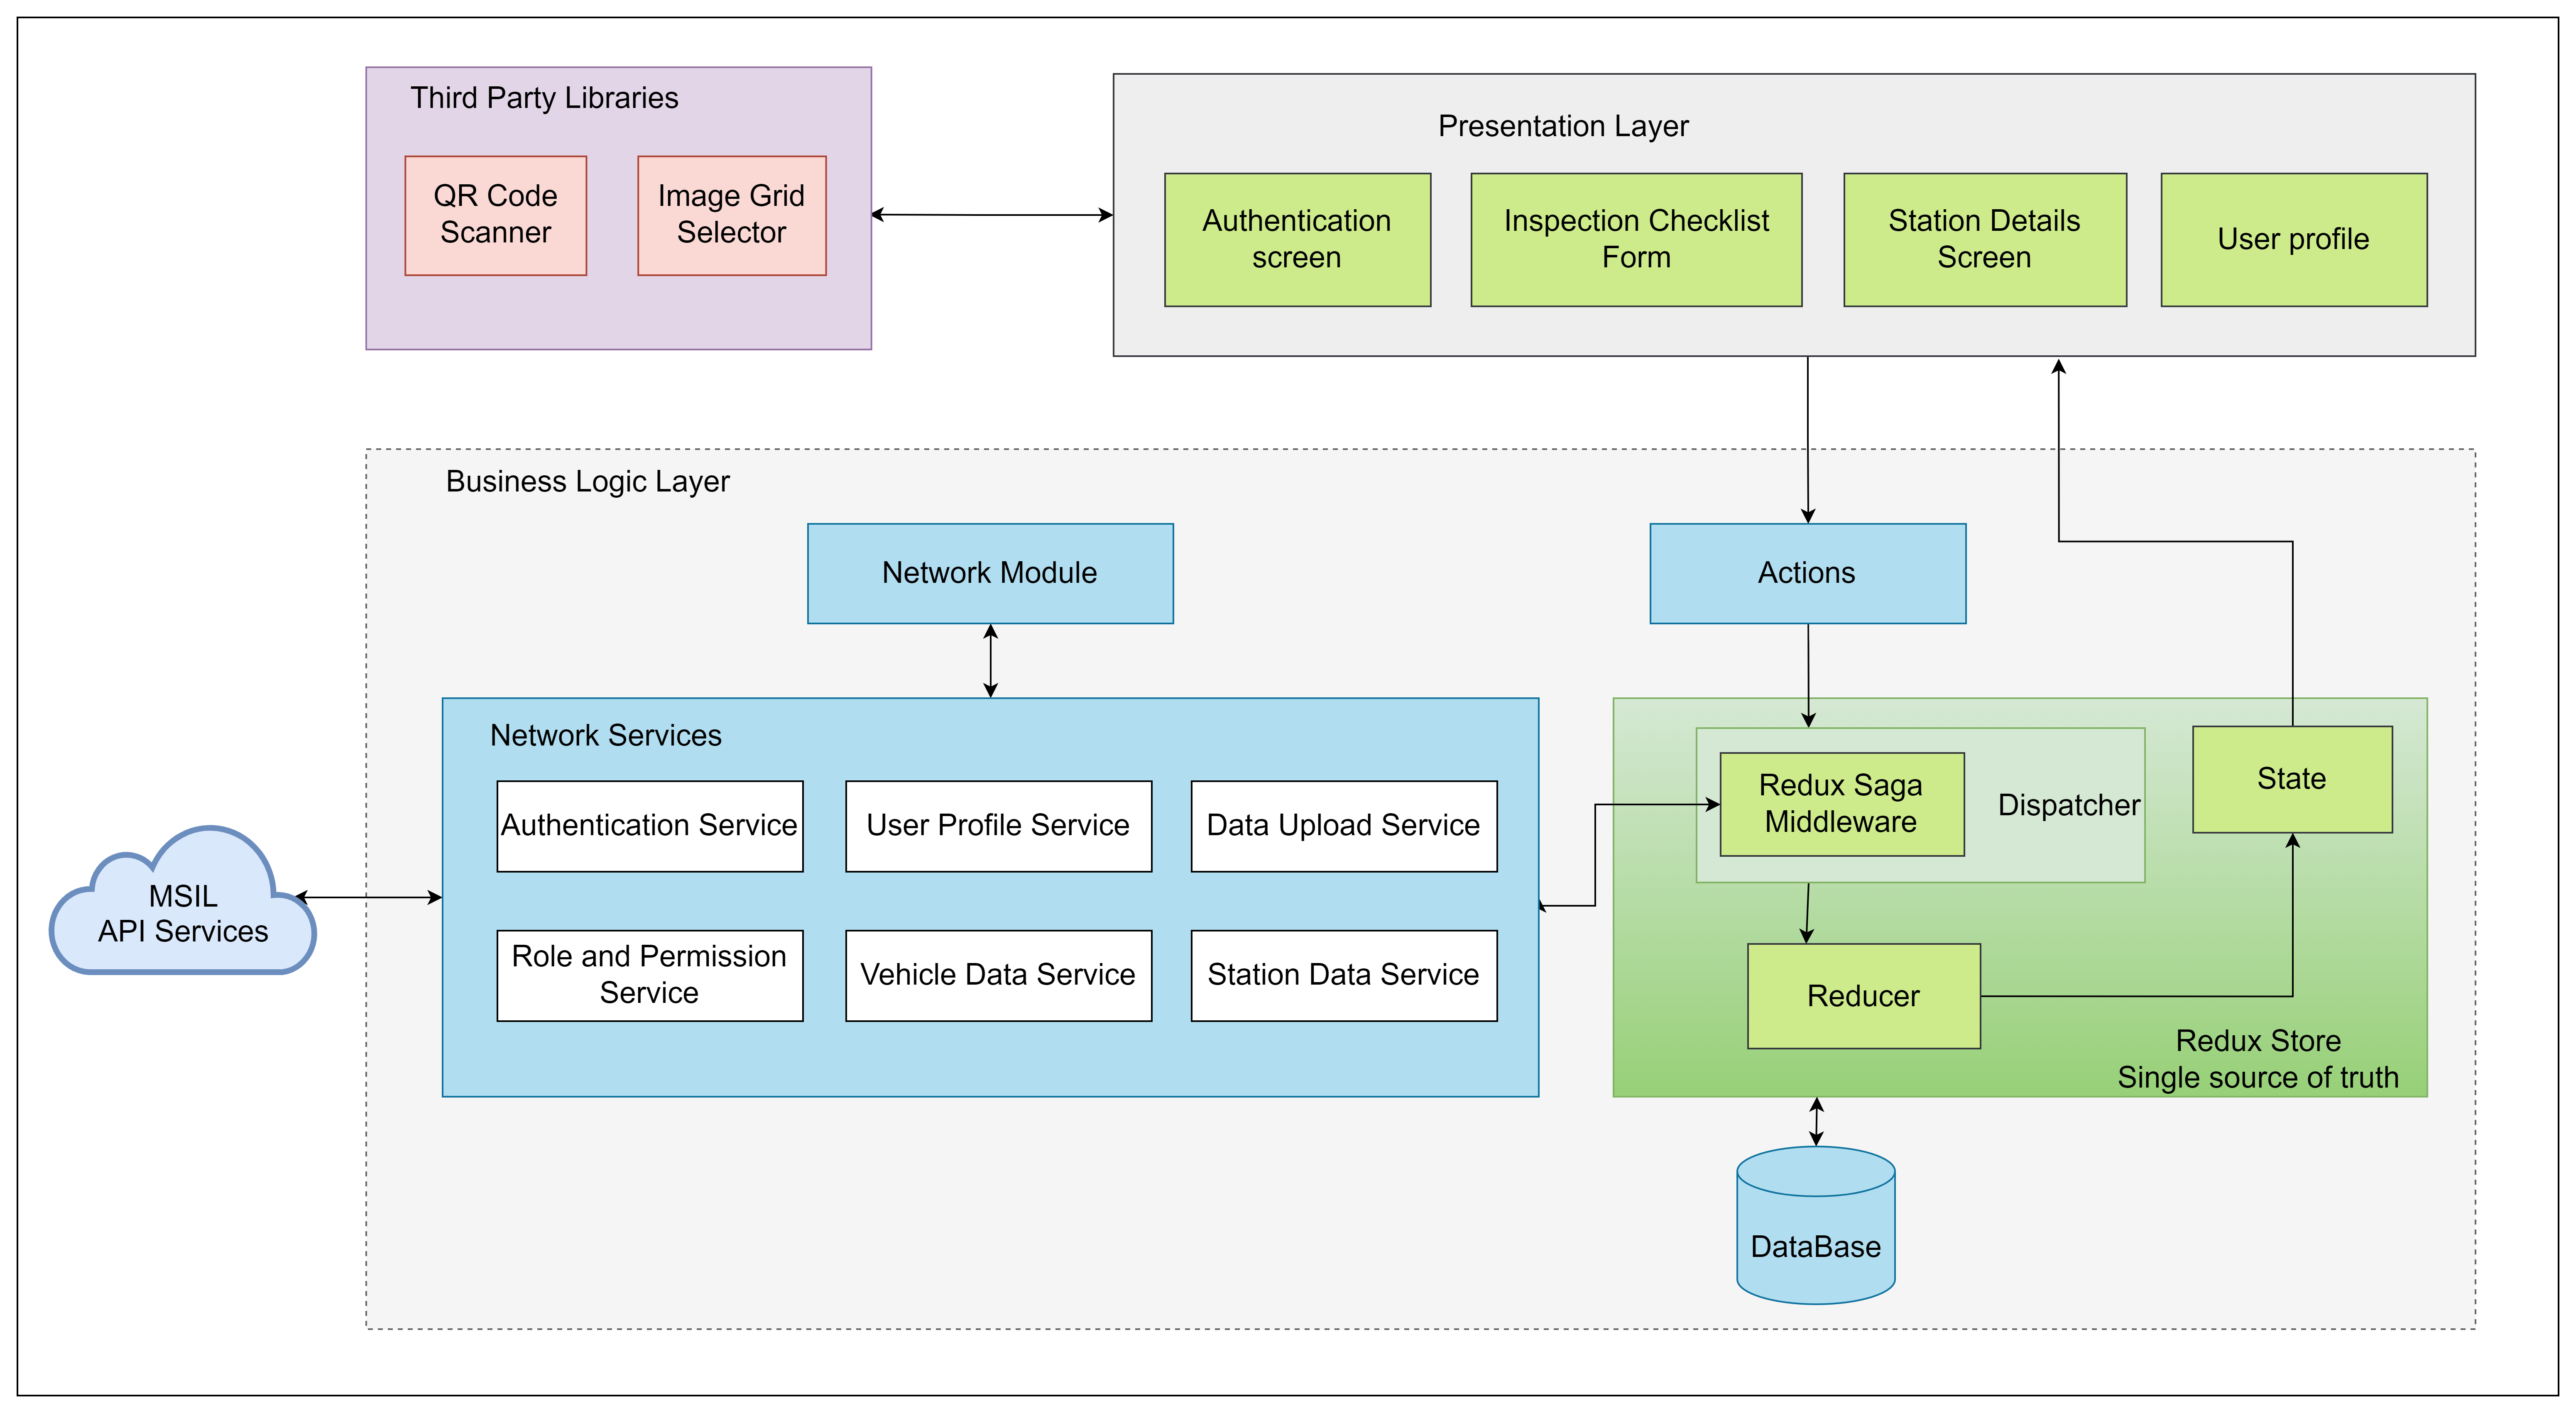 Third Party Libraries
QR Code
Scanner
Image Grid
Selector
Presentation Layer
Authentication
screen
Inspection Checklist
Form
Station Details
Screen
User profile
Business Logic Layer
Network Module
Actions
Network Services
Authentication Service
User Profile Service
Data Upload Service
Role and Permission
Service
Vehicle Data Service
Station Data Service
MSIL
API Services
Redux Saga
Middleware
Dispatcher
State
Reducer
Redux Store
Single source of truth
DataBase